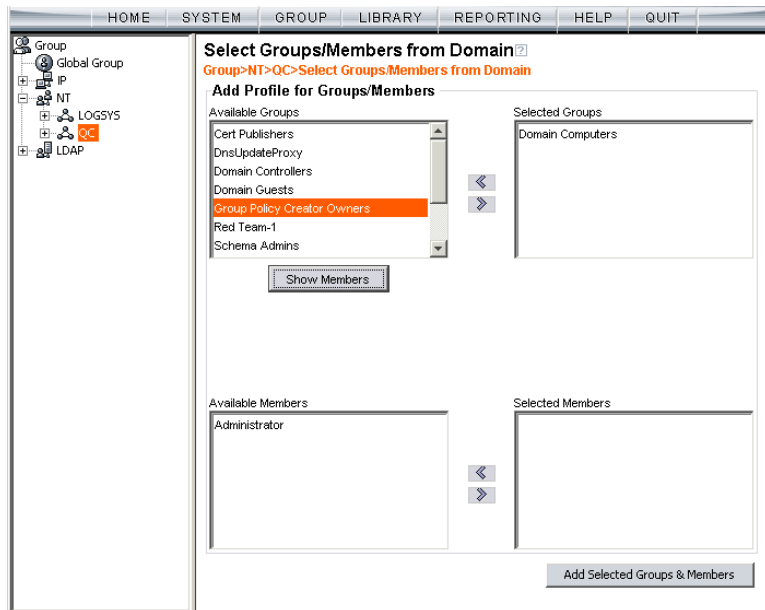 HOME SYSTEM GROUP LIBRARY REPORTING HELP QUIT
Group
Global Group
IP
NT
LOGSYS
QC
LDAP
Select Groups/Members from Domain ?
Group>NT>QC>Select Groups/Members from Domain
Add Profile for Groups/Members
Available Groups
Cert Publishers
DnsUpdateProxy
Domain Controllers
Domain Guests
Group Policy Creator Owners
Red Team-1
Schema Admins
Show Members
Selected Groups
Domain Computers
Available Members
Administrator
Selected Members
Add Selected Groups & Members